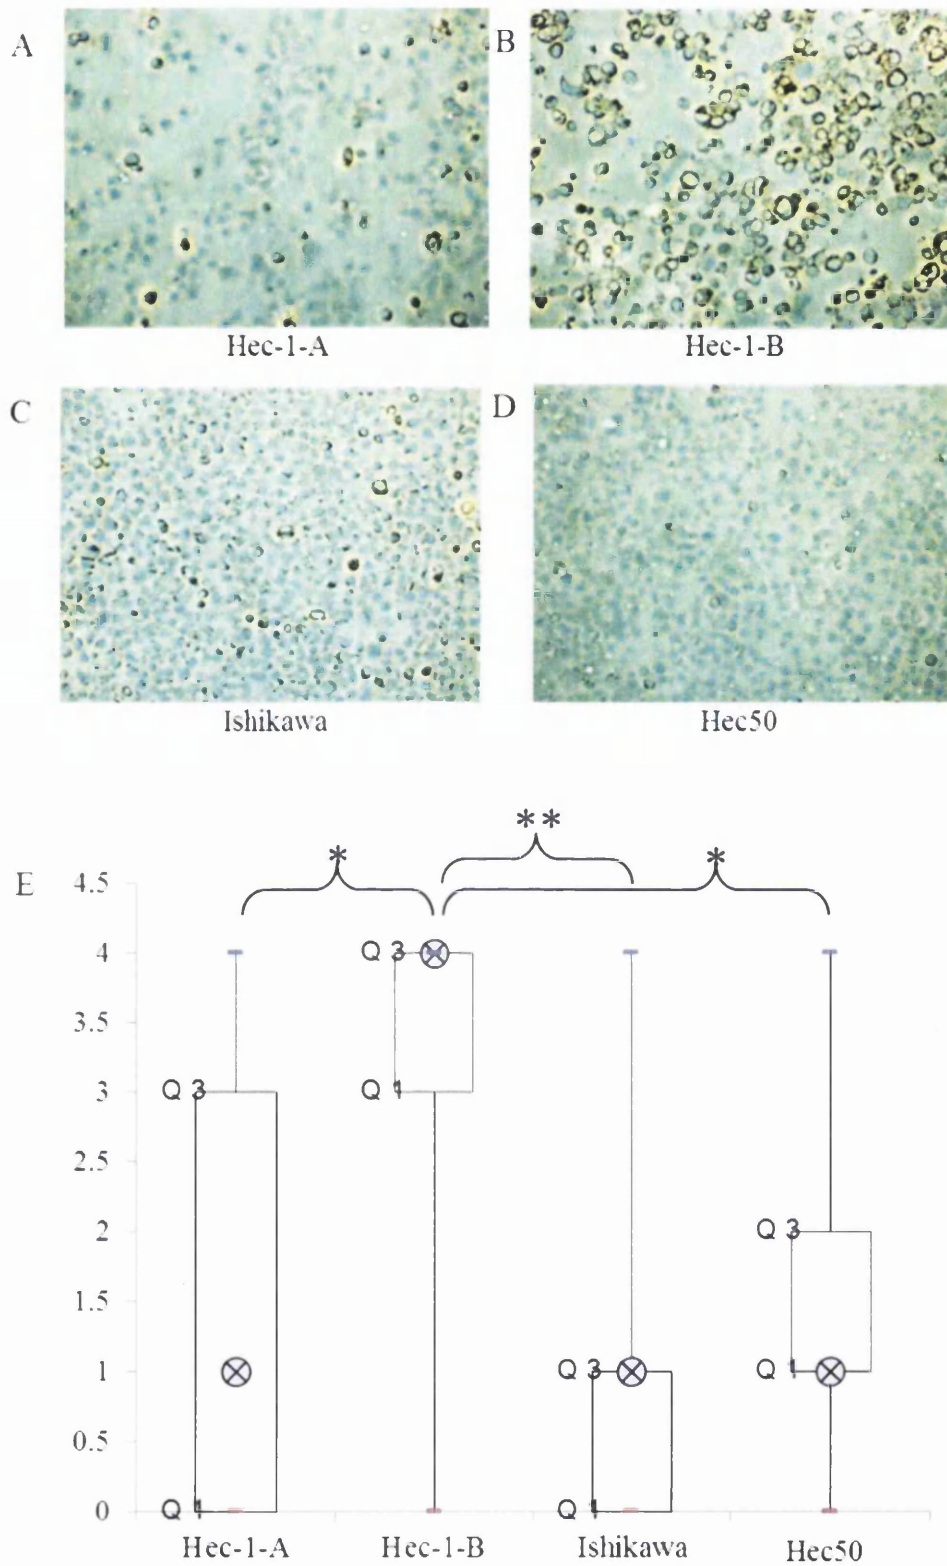 A
B
Hec-1-A
Hec-1-B
C
D
Ishikawa
Hec50
E
*
**
*
4.5
4
3.5
3
2.5
2
1.5
1
0.5
0
Q 3
Q 1
Q 3
Q 1
Q 3
Q 1
Q 3
Q 1
Hec-1-A
Hec-1-B
Ishikawa
Hec50